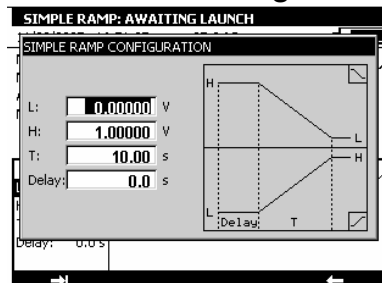 SIMPLE RAMP: AWAITING LAUNCH
SIMPLE RAMP CONFIGURATION
L: 0.00000 V
H: 1.00000 V
T: 10.00 s
Delay: 0.0 s
H
L
H
L
Delay T
Delay: 0.0 s